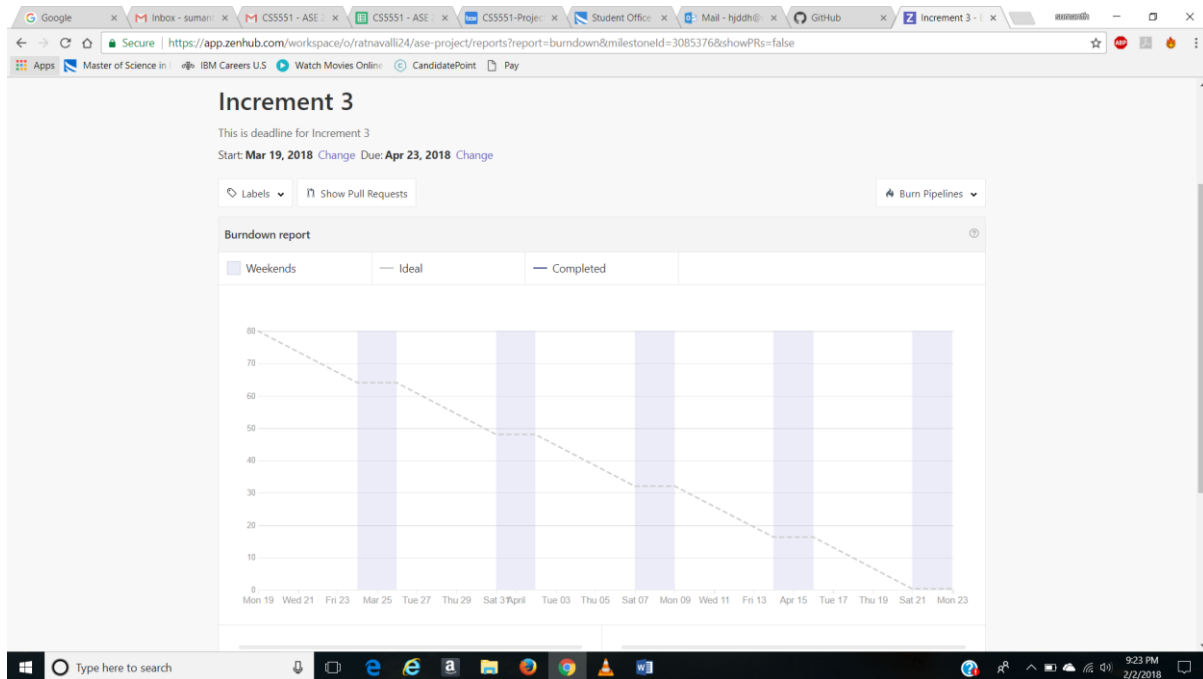 Google Inbox - sumant CS5551 - ASE 2 CS5551 - ASE 2 CS5551-Projec Student Office Mail - hjddh@ GitHub Increment 3 - sumanth
Secure https://app.zenhub.com/workspace/o/ratnavalli24/ase-project/reports?report=burndown&milestoneId=3085376&showPRs=false ABP
Apps Master of Science in IBM Careers U.S Watch Movies Online CandidatePoint Pay
Increment 3
This is deadline for Increment 3
Start: Mar 19, 2018 Change Due: Apr 23, 2018 Change
Labels Show Pull Requests Burn Pipelines
Burndown report
Weekends Ideal Completed
80
70
60
50
40
30
20
10
0
Mon 19 Wed 21 Fri 23 Mar 25 Tue 27 Thu 29 Sat 31 April Tue 03 Thu 05 Sat 07 Mon 09 Wed 11 Fri 13 Apr 15 Tue 17 Thu 19 Sat 21 Mon 23
Type here to search 9:23 PM
2/2/2018